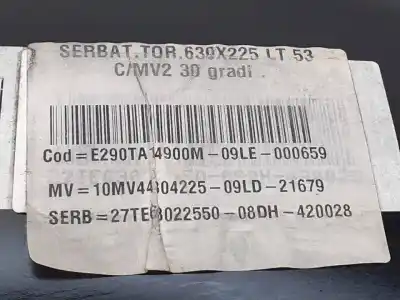 SERBAT.TOR.630X225 LT 53
C/MV2 30 gradi .
Cod=E290TA14900M-09LE-000659
MV=10MV44804225-09LD-21679
SERB=27TE63022550-08DH-420028